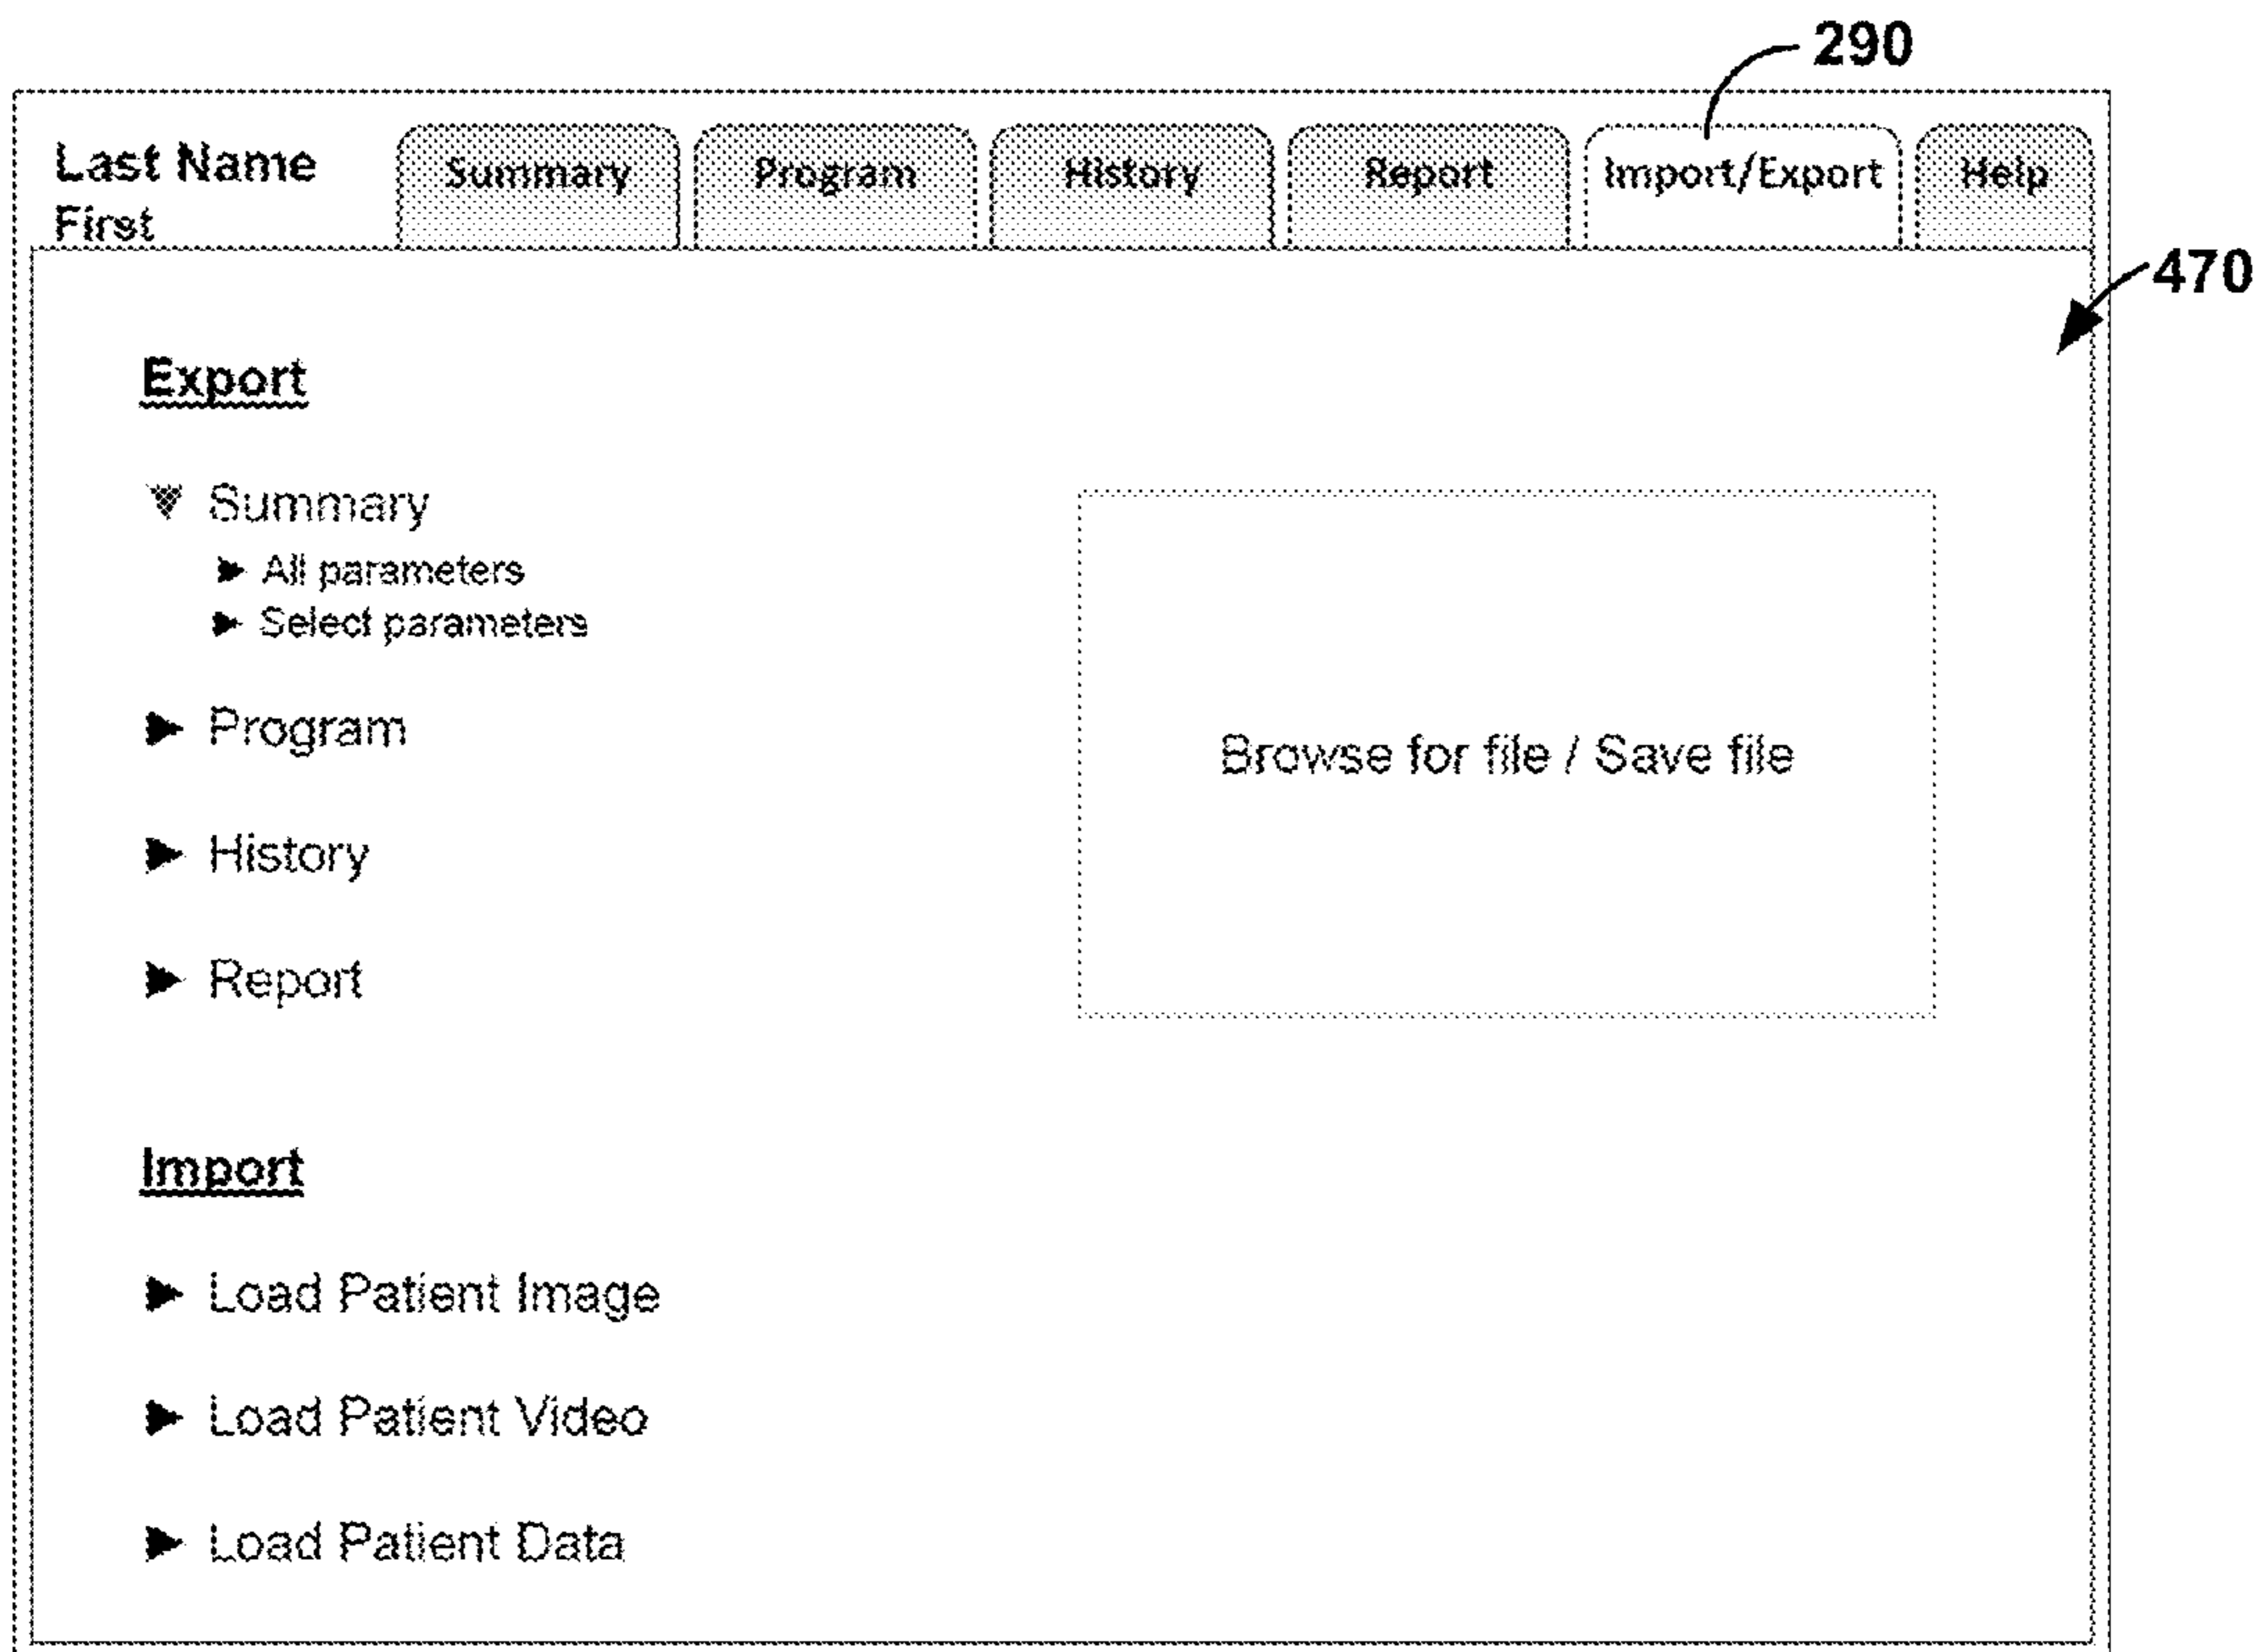 290
Last Name
First
Summary
Program
History
Report
Import/Export
Help
470
Export
Summary
All parameters
Select parameters
Program
History
Report
Browse for file / Save file
Import
Load Patient Image
Load Patient Video
Load Patient Data